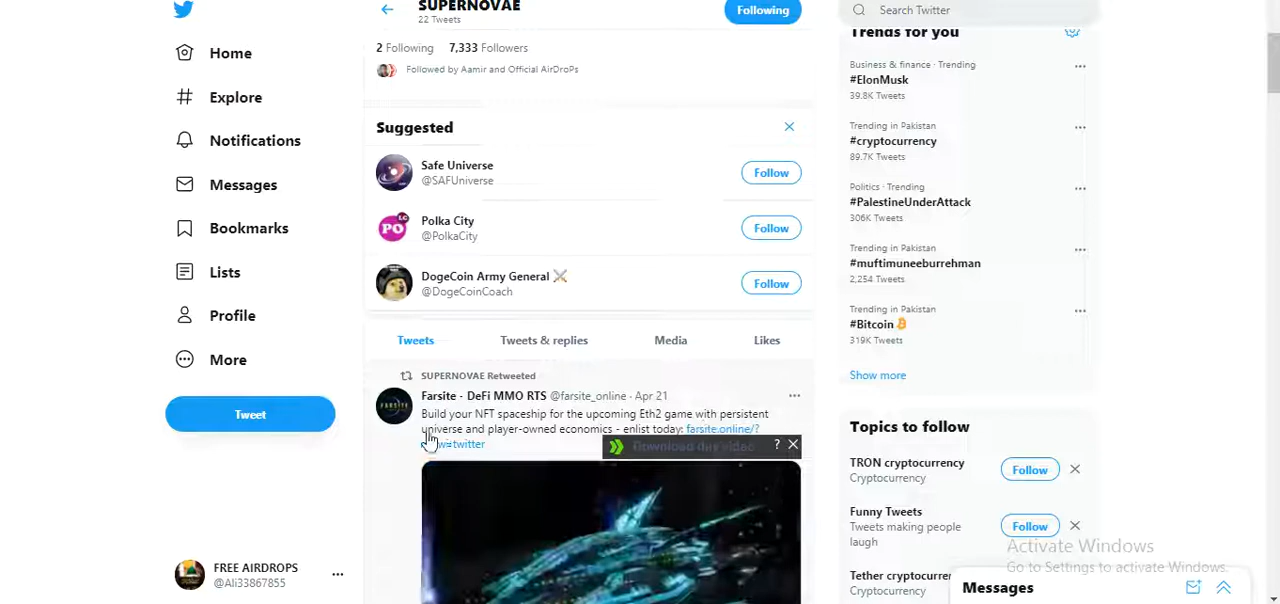 Home
Explore
Notifications
Messages
Bookmarks
Lists
Profile
More
Tweet
FREE AIRDROPS
@Ali33867855
SUPERNOVAE
22 Tweets
Following
2 Following 7,333 Followers
Followed by Aamir and Official AirDroPs
Suggested
Safe Universe
@SAFUniverse
Follow
Polka City
@PolkaCity
Follow
DogeCoin Army General ⚔️
@DogeCoinCoach
Follow
Tweets Tweets & replies Media Likes
SUPERNOVAE Retweeted
Farsite - DeFi MMO RTS @farsite_online · Apr 21
Build your NFT spaceship for the upcoming Eth2 game with persistent
universe and player-owned economics - enlist today: farsite.online/?
=twitter
Download this video ?
Search Twitter
Trends for you
Business & finance · Trending
#ElonMusk
39.8K Tweets
Trending in Pakistan
#cryptocurrency
89.7K Tweets
Politics · Trending
#PalestineUnderAttack
306K Tweets
Trending in Pakistan
#muftimuneeburrehman
2,254 Tweets
Trending in Pakistan
#Bitcoin
319K Tweets
Show more
Topics to follow
TRON cryptocurrency
Cryptocurrency
Follow
Funny Tweets
Tweets making people
laugh
Follow
Tether
Cryptocurrency
Activate Windows
Go to Settings to activate Windows.
Messages